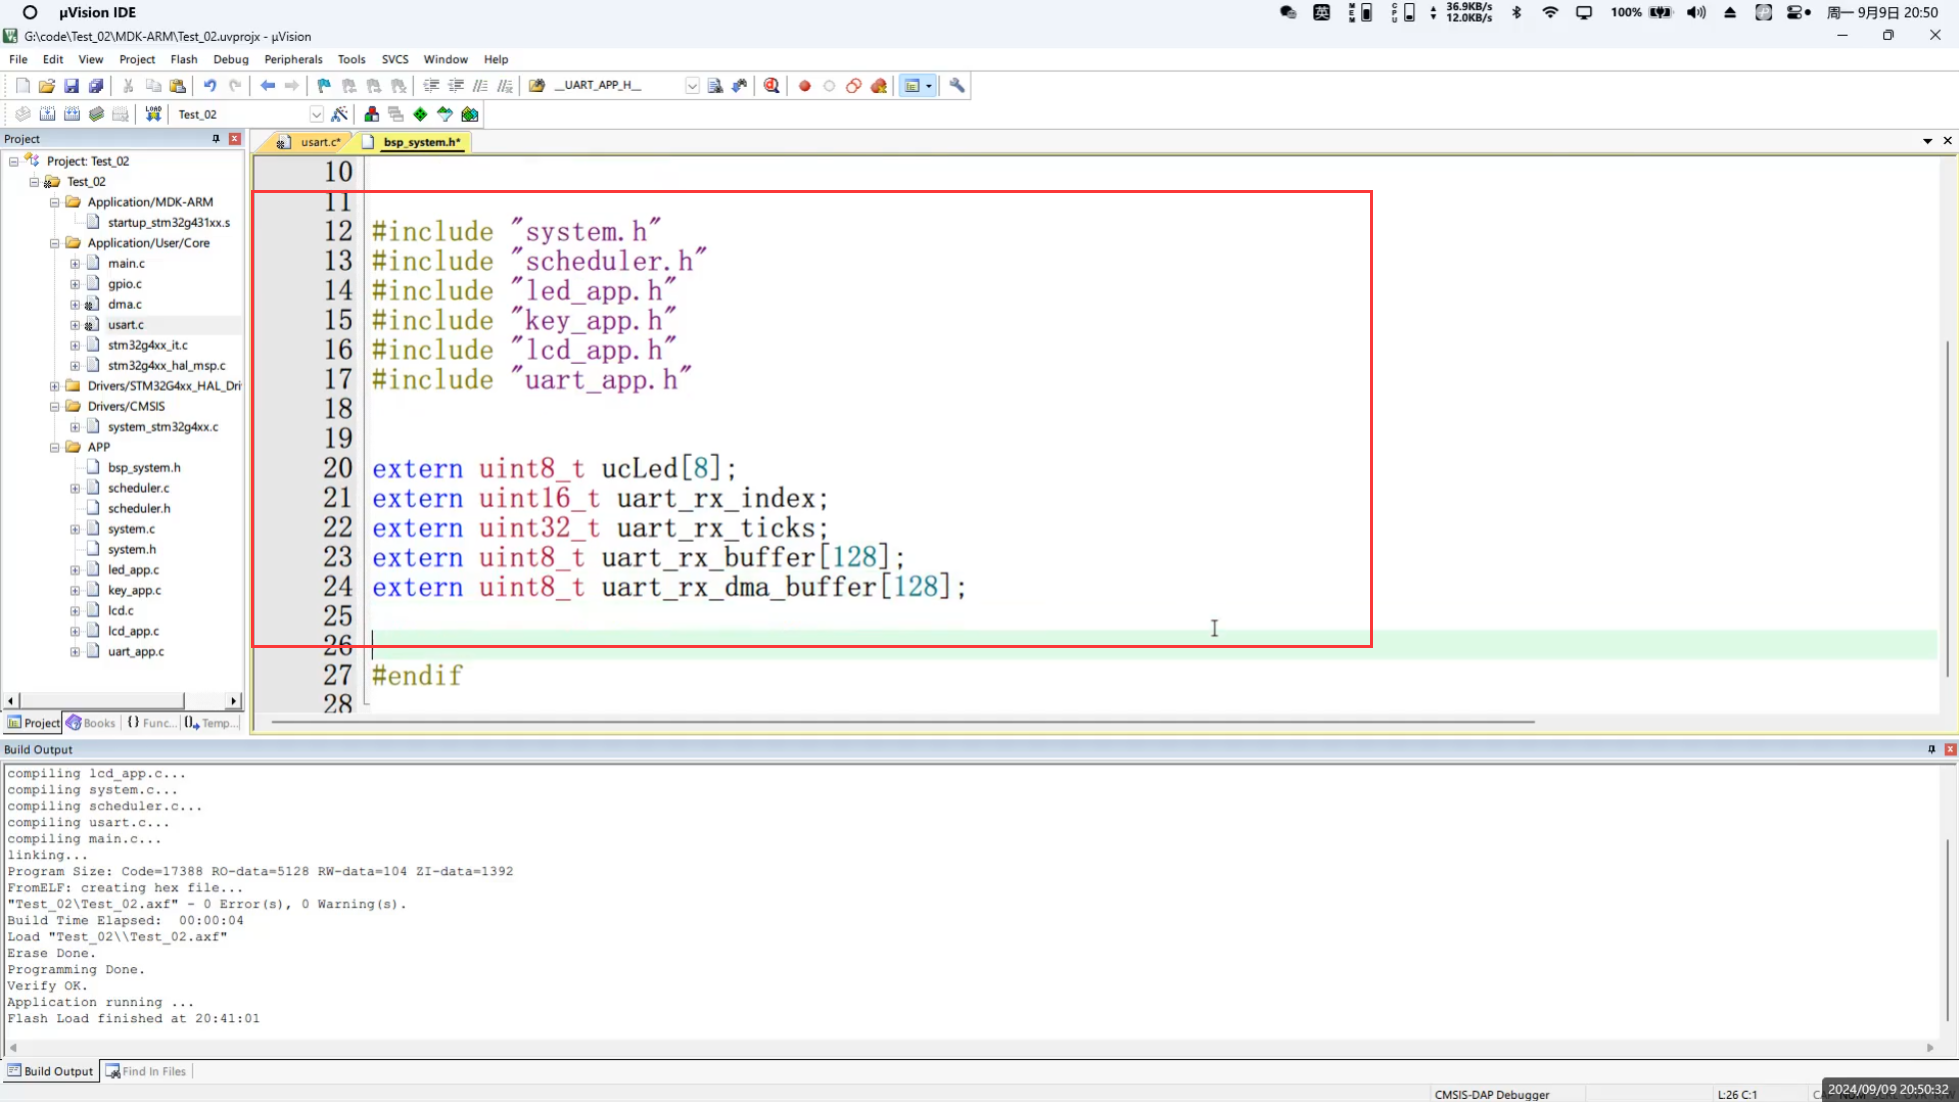 µVision IDE
英
36.9KB/s
12.0KB/s
100%
周一 9月9日 20:50
G:\code\Test_02\MDK-ARM\Test_02.uvprojx - µVision
File Edit View Project Flash Debug Peripherals Tools SVCS Window Help
__UART_APP_H__
LOAD Test_02
Project
usart.c* bsp_system.h*
Project: Test_02
Test_02
Application/MDK-ARM
startup_stm32g431xx.s
Application/User/Core
main.c
gpio.c
dma.c
usart.c
stm32g4xx_it.c
stm32g4xx_hal_msp.c
Drivers/STM32G4xx_HAL_Dri
Drivers/CMSIS
system_stm32g4xx.c
APP
bsp_system.h
scheduler.c
scheduler.h
system.c
system.h
led_app.c
key_app.c
lcd.c
lcd_app.c
uart_app.c
Project Books {} Func... Temp...
10
11
12 #include "system.h"
13 #include "scheduler.h"
14 #include "led_app.h"
15 #include "key_app.h"
16 #include "lcd_app.h"
17 #include "uart_app.h"
18
19
20 extern uint8_t ucLed[8];
21 extern uint16_t uart_rx_index;
22 extern uint32_t uart_rx_ticks;
23 extern uint8_t uart_rx_buffer[128];
24 extern uint8_t uart_rx_dma_buffer[128];
25
26
27 #endif
28
Build Output
compiling lcd_app.c...
compiling system.c...
compiling scheduler.c...
compiling usart.c...
compiling main.c...
linking...
Program Size: Code=17388 RO-data=5128 RW-data=104 ZI-data=1392
FromELF: creating hex file...
"Test_02\Test_02.axf" - 0 Error(s), 0 Warning(s).
Build Time Elapsed:  00:00:04
Load "Test_02\\Test_02.axf"
Erase Done.
Programming Done.
Verify OK.
Application running ...
Flash Load finished at 20:41:01
Build Output Find In Files
CMSIS-DAP Debugger L:26 C:1
2024/09/09 20:50:32